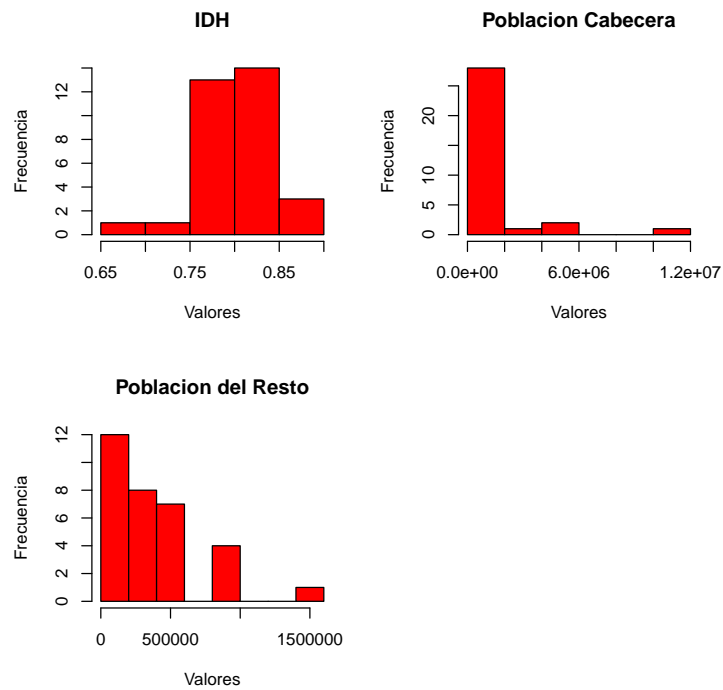 IDH
Frecuencia
0 2 4 6 8 12
0.65 0.75 0.85
Valores
Poblacion Cabecera
Frecuencia
0 5 10 20
0.0e+00 6.0e+06 1.2e+07
Valores
Poblacion del Resto
Frecuencia
0 2 4 6 8 12
0 500000 1500000
Valores